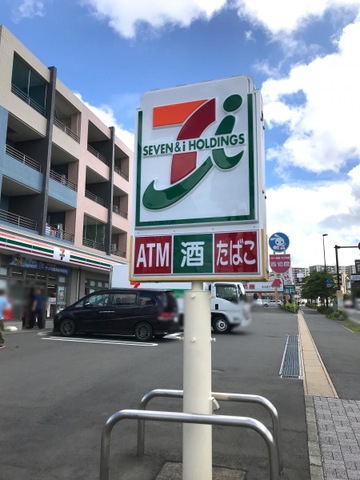 SEVEN&i HOLDINGS
ATM 酒 たばこ